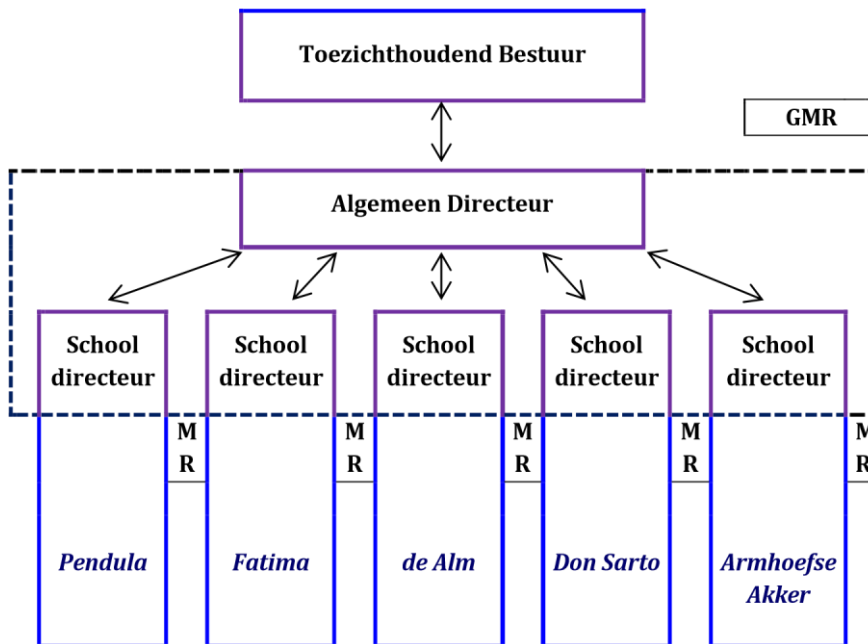 Toezichthoudend Bestuur
GMR
Algemeen Directeur
School
directeur
School
directeur
School
directeur
School
directeur
School
directeur
M
R
M
R
M
R
M
R
M
R
Pendula
Fatima
de Alm
Don Sarto
Armhoefse
Akker